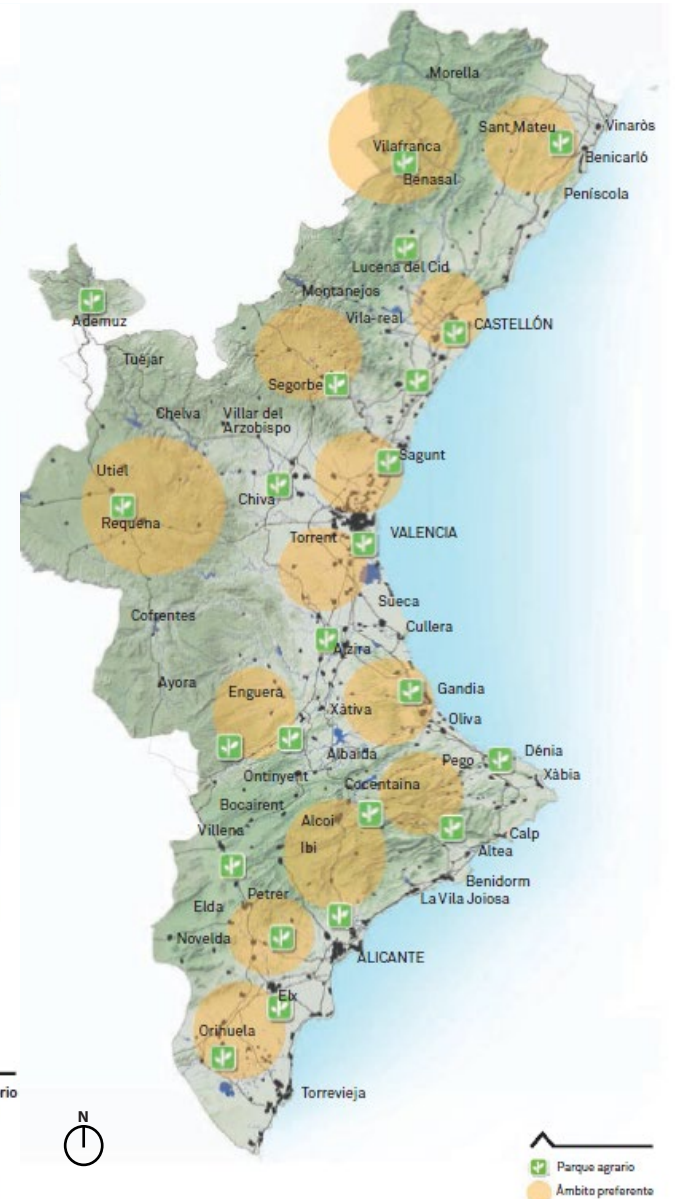 Morella
Sant Mateu
Vinaròs
Vilafranca
Benicarló
Benasal
Peníscola
Lucena del Cid
Montanejos
Ademuz
Vila-real
CASTELLÓN
Tuéjar
Segorbe
Chelva
Villar del
Arzobispo
Sagunt
Utiel
Chiva
Requena
Torrent
VALENCIA
Sueca
Cofrentes
Cullera
Alzira
Ayora
Enguera
Gandia
Xàtiva
Oliva
Albaida
Pego
Dénia
Ontinyent
Cocentaina
Xàbia
Bocairent
Alcoi
Villena
Calp
Ibi
Altea
Benidorm
Petrer
La Vila Joiosa
Elda
Novelda
ALICANTE
Elx
Orihuela
rio
Torrevieja
N
Parque agrario
Ámbito preferente